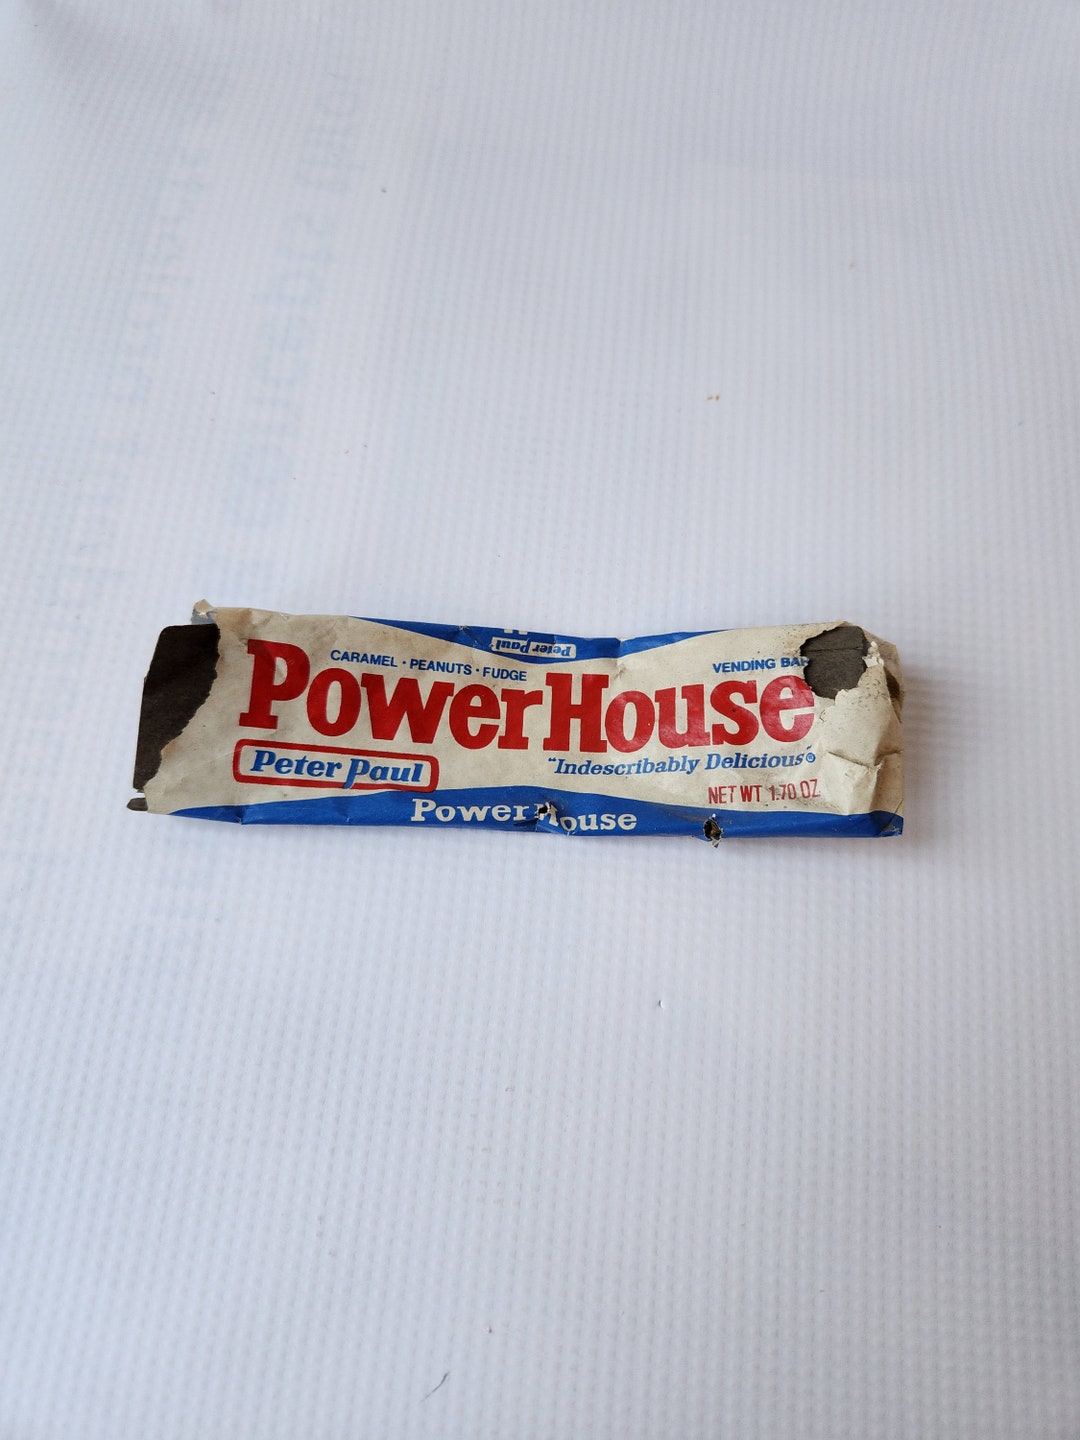 Peter Paul
CARAMEL · PEANUTS · FUDGE
VENDING BAR
PowerHouse
Peter Paul
"Indescribably Delicious"®
NET WT 1.70 OZ
PowerHouse